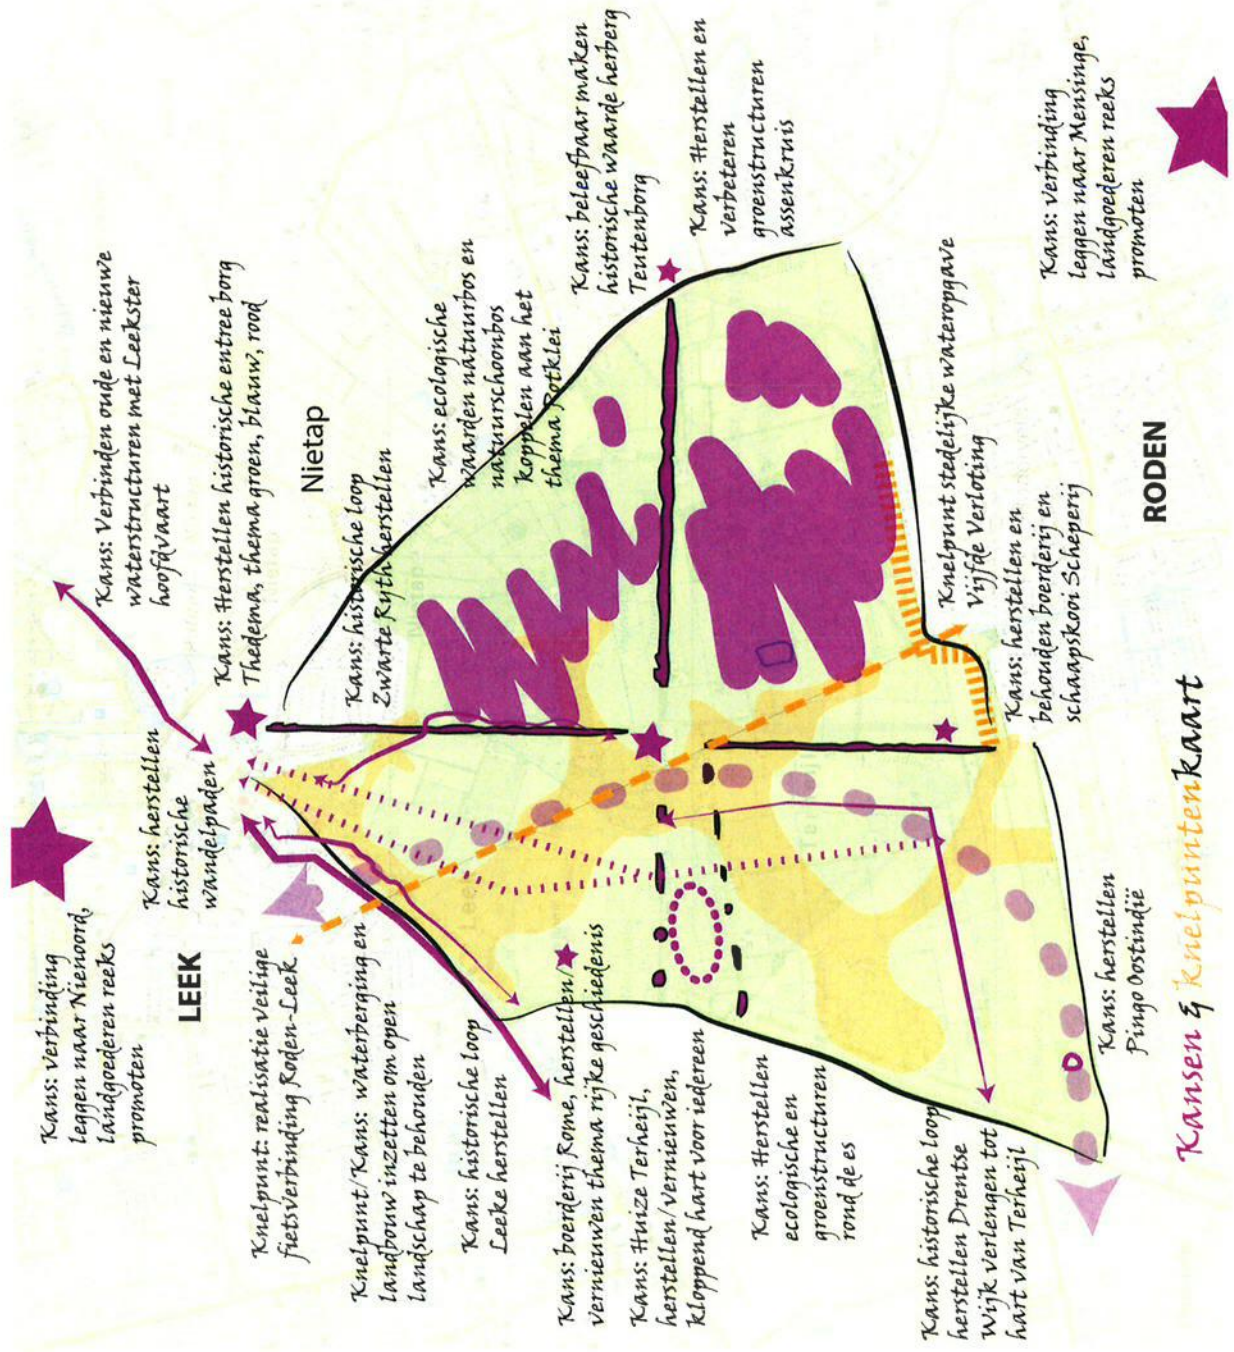 Kans: verbinding
leggen naar Nienoord,
landgoederen reeks
promoten
LEEK
Kans: herstellen
historische
wandelpaden
Kans: Verbinden oude en nieuwe
waterstructuren met Leekster
hoofdvaart
Kans: Herstellen historische entree borg
Thedema, thema groen, blauw, rood
Nietap
Kans: historische loop
Zwarte Ryth herstellen
Kans: ecologische
waarden natuurbos en
natuurschoonbos
koppelen aan het
thema Potklei
Kans: beleefbaar maken
historische waarde herberg
Teutenborg
Kans: Herstellen en
verbeteren
groenstructuren
assenkruis
Knelpunt: realisatie veilige
fietsverbinding Roden-Leek
Knelpunt/Kans: waterberging en
landbouw inzetten om open
landschap te behouden
Kans: historische loop
Leeke herstellen
Kans: boerderij Rome, herstellen/
vernieuwen thema rijke geschiedenis
Kans: Huize Terheijl,
herstellen/vernieuwen,
kloppend hart voor iedereen
Kans: Herstellen
ecologische en
groenstructuren
rond de es
Kans: historische loop
herstellen Drentse
Wijk verlengen tot
hart van Terheijl
Kans: herstellen
Pingo Oostindië
Kans: herstellen en
behouden boerderij en
schaapskooi Scheperij
Knelpunt stedelijke wateropgave
Vijfde Verloting
RODEN
Kans: verbinding
leggen naar Mensinge,
landgoederen reeks
promoten
Kansen & Knelpuntenkaart